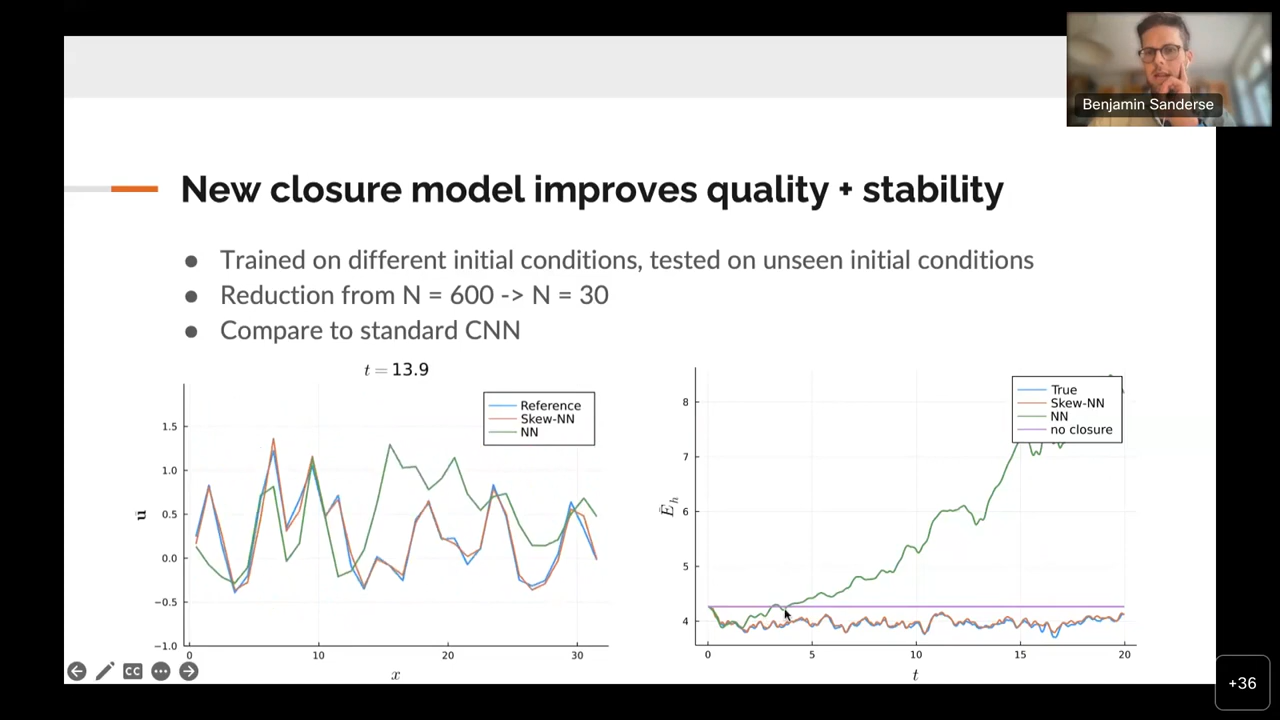 Benjamin Sanderse
New closure model improves quality + stability
● Trained on different initial conditions, tested on unseen initial conditions
● Reduction from N = 600 -> N = 30
● Compare to standard CNN
t = 13.9
Reference
Skew-NN
NN
1.5
1.0
0.5
0.0
−0.5
−1.0
ū
0 10 20 30
x
True
Skew-NN
NN
no closure
8
7
6
5
4
Ē_h
0 5 10 15 20
t
CC
+36